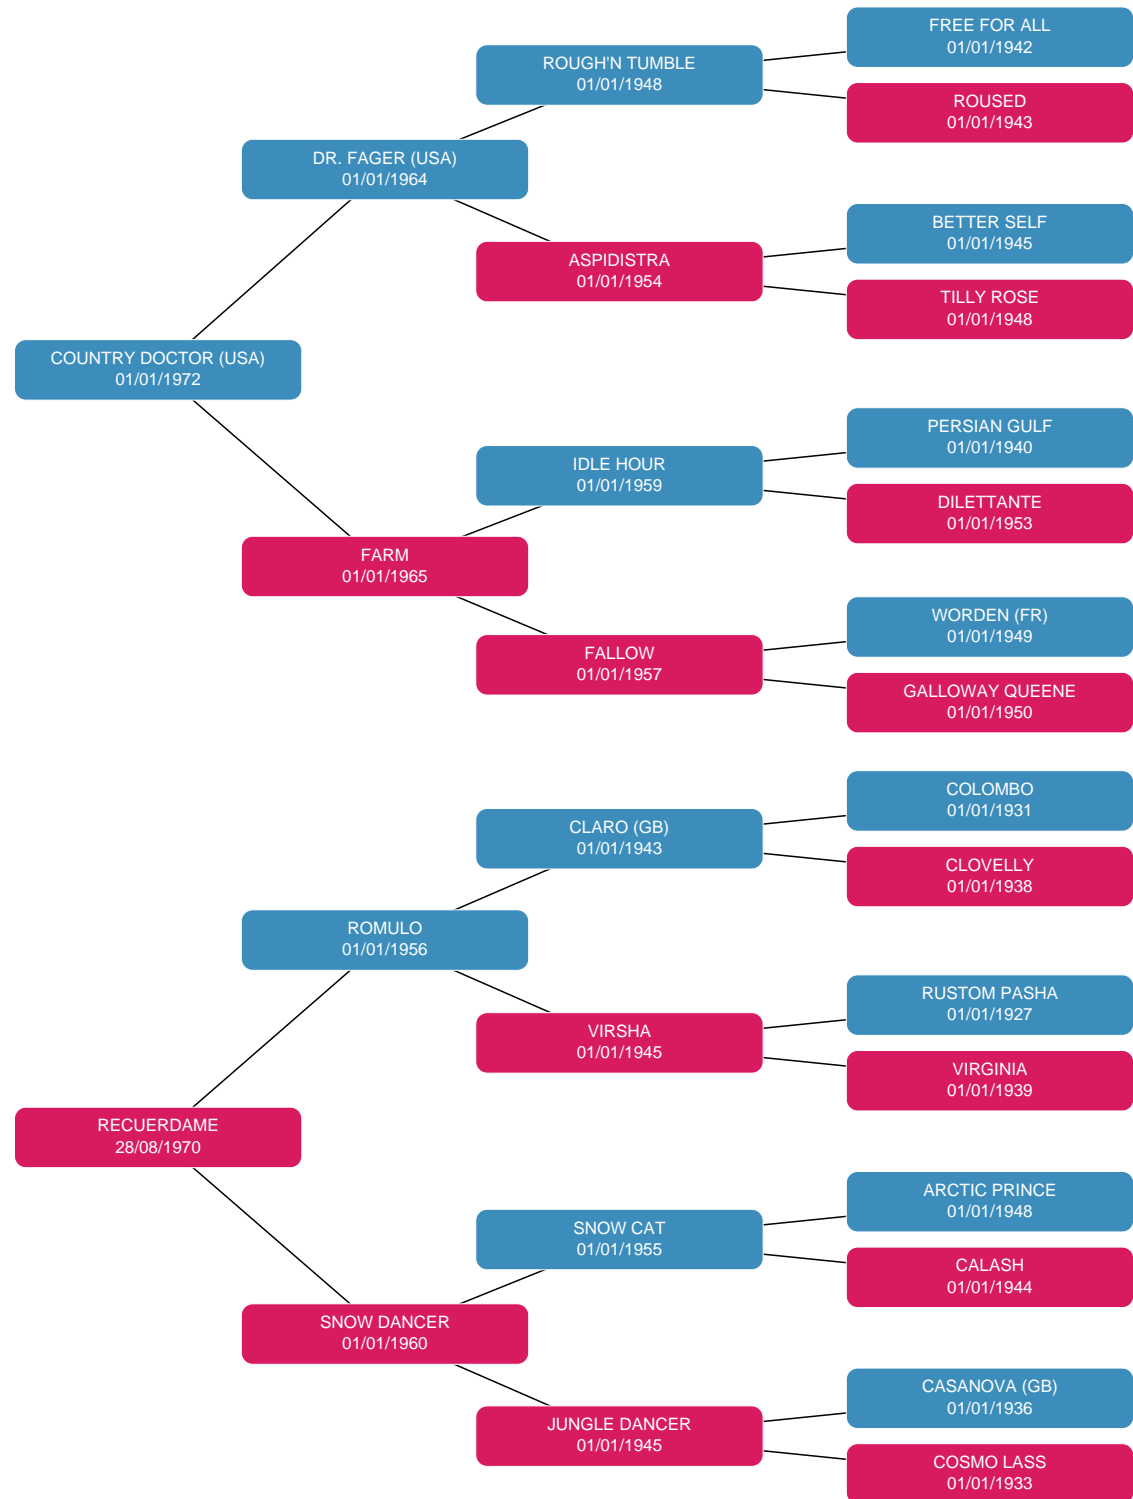 FREE FOR ALL
01/01/1942
ROUGH'N TUMBLE
01/01/1948
ROUSED
01/01/1943
DR. FAGER (USA)
01/01/1964
BETTER SELF
01/01/1945
ASPIDISTRA
01/01/1954
TILLY ROSE
01/01/1948
COUNTRY DOCTOR (USA)
01/01/1972
PERSIAN GULF
01/01/1940
IDLE HOUR
01/01/1959
DILETTANTE
01/01/1953
FARM
01/01/1965
WORDEN (FR)
01/01/1949
FALLOW
01/01/1957
GALLOWAY QUEENE
01/01/1950
COLOMBO
01/01/1931
CLARO (GB)
01/01/1943
CLOVELLY
01/01/1938
ROMULO
01/01/1956
RUSTOM PASHA
01/01/1927
VIRSHA
01/01/1945
VIRGINIA
01/01/1939
RECUERDAME
28/08/1970
ARCTIC PRINCE
01/01/1948
SNOW CAT
01/01/1955
CALASH
01/01/1944
SNOW DANCER
01/01/1960
CASANOVA (GB)
01/01/1936
JUNGLE DANCER
01/01/1945
COSMO LASS
01/01/1933